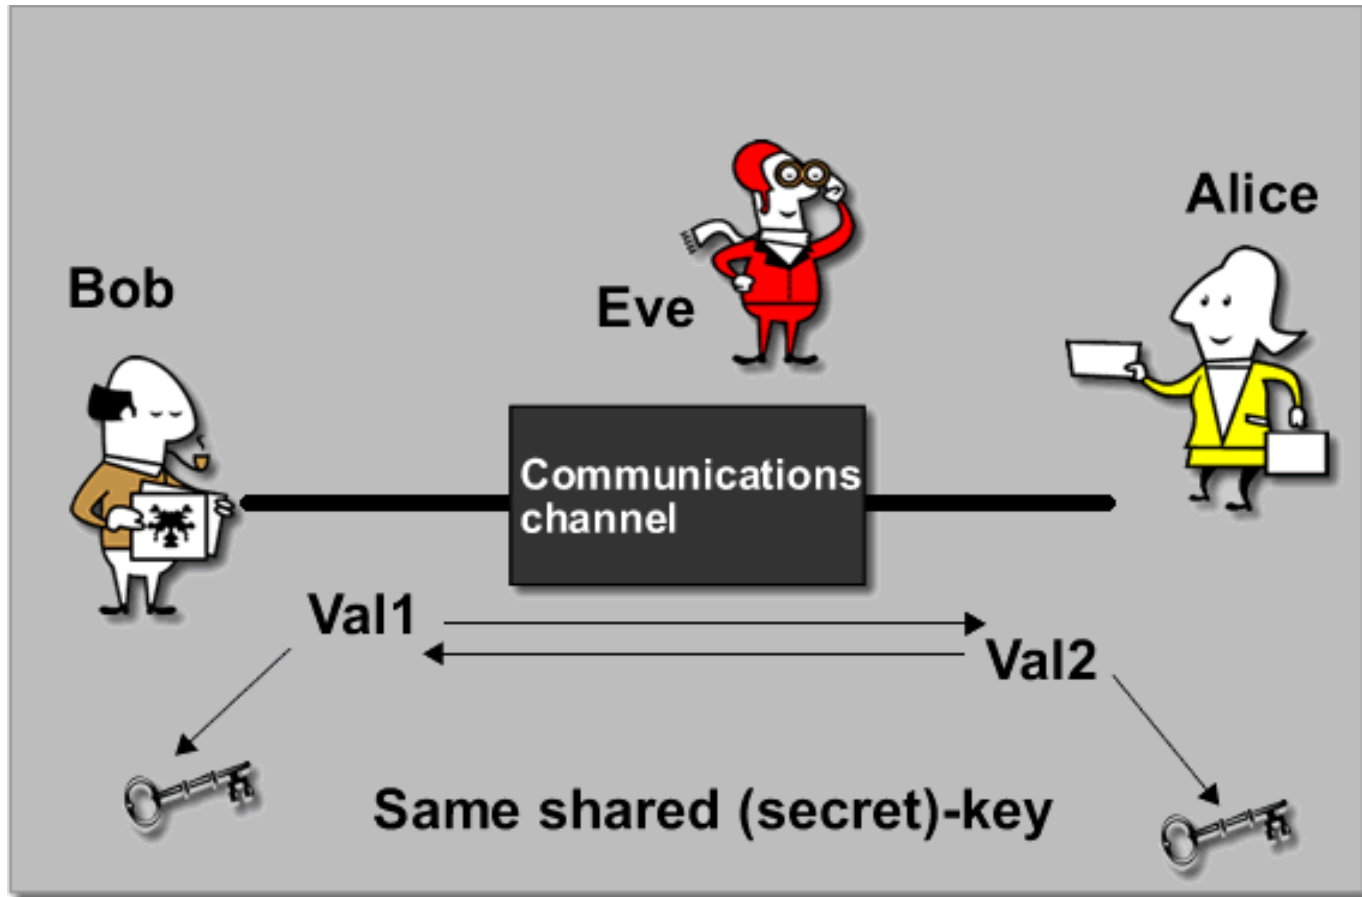 Alice
Bob
Eve
Communications
channel
Val1
Val2
Same shared (secret)-key